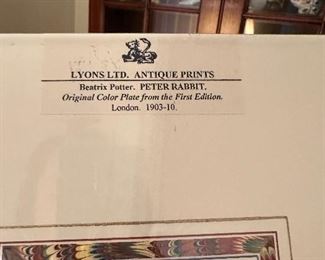 LYONS LTD. ANTIQUE PRINTS
Beatrix Potter. PETER RABBIT.
Original Color Plate from the First Edition.
London. 1903-10.